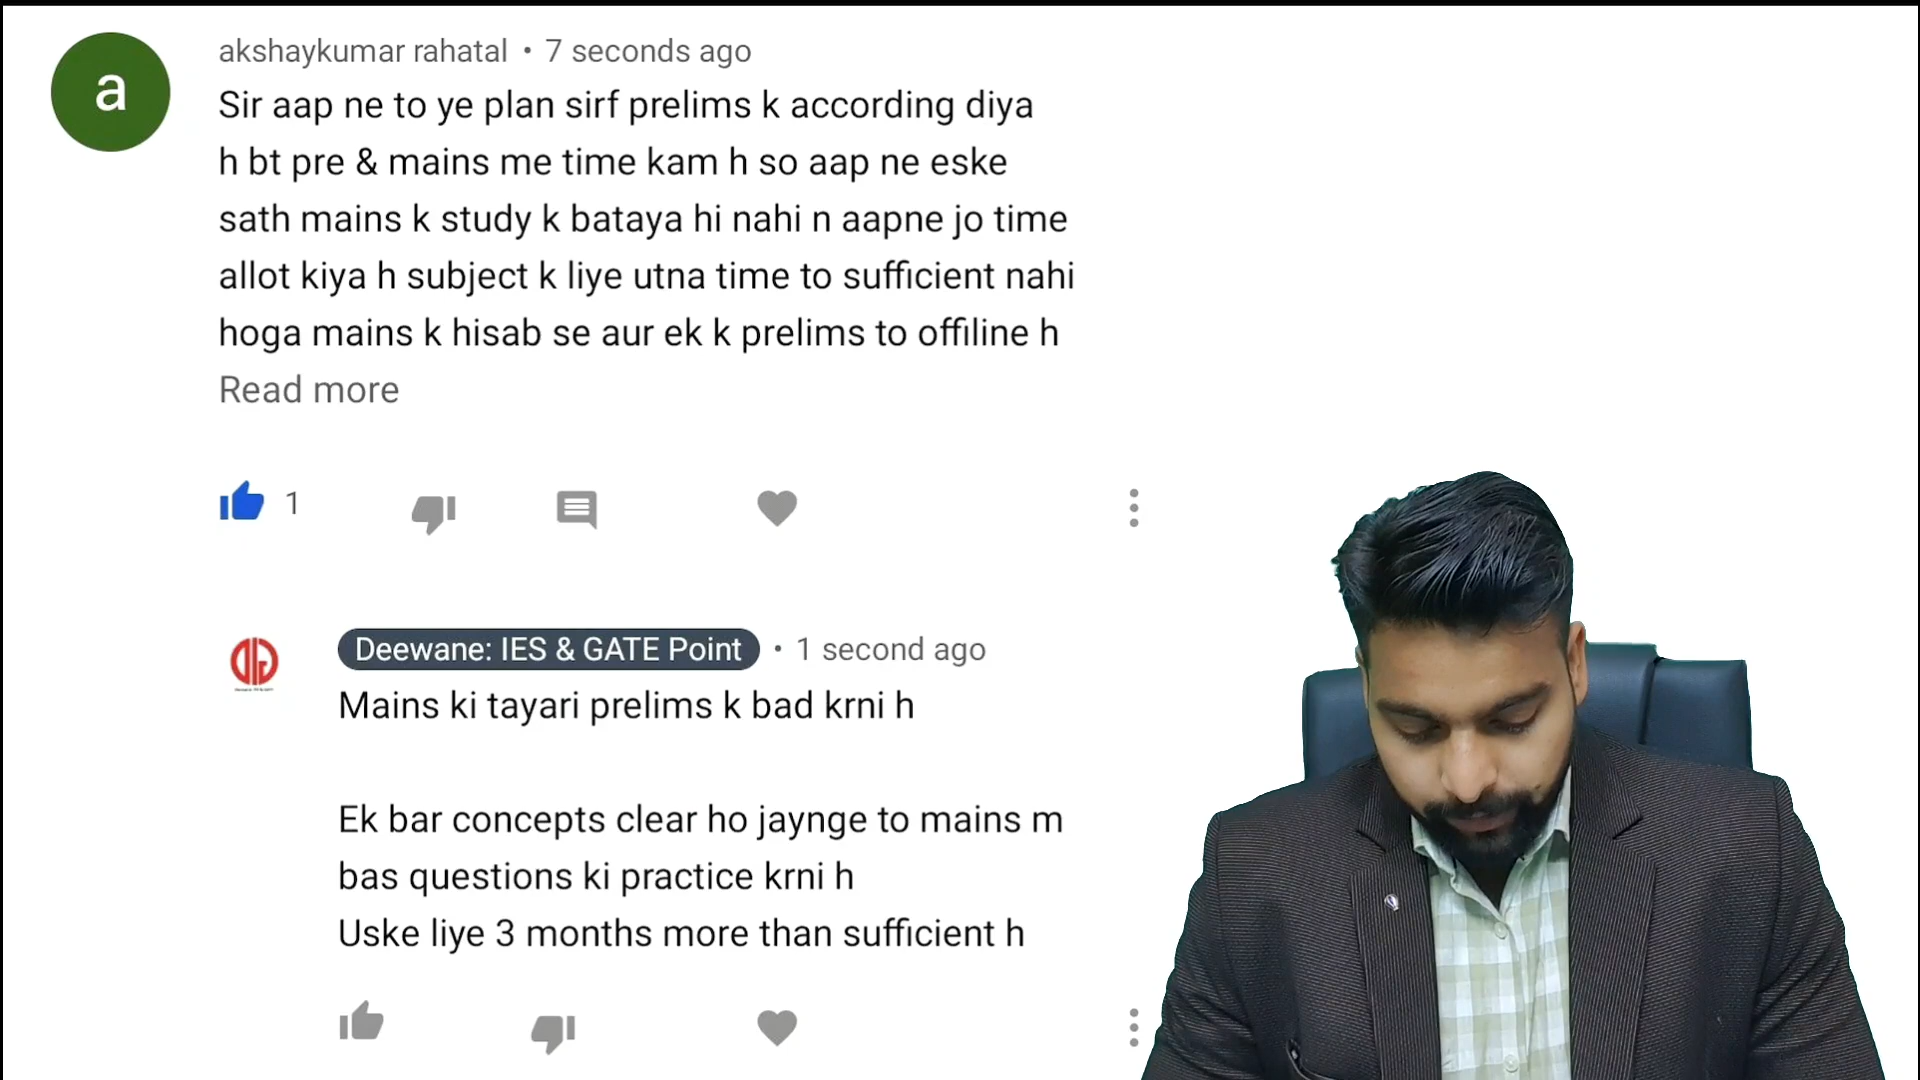 akshaykumar rahatal • 7 seconds ago
a
Sir aap ne to ye plan sirf prelims k according diya
h bt pre & mains me time kam h so aap ne eske
sath mains k study k bataya hi nahi n aapne jo time
allot kiya h subject k liye utna time to sufficient nahi
hoga mains k hisab se aur ek k prelims to offiline h
Read more
1
Deewane: IES & GATE Point • 1 second ago
Mains ki tayari prelims k bad krni h
Ek bar concepts clear ho jaynge to mains m
bas questions ki practice krni h
Uske liye 3 months more than sufficient h